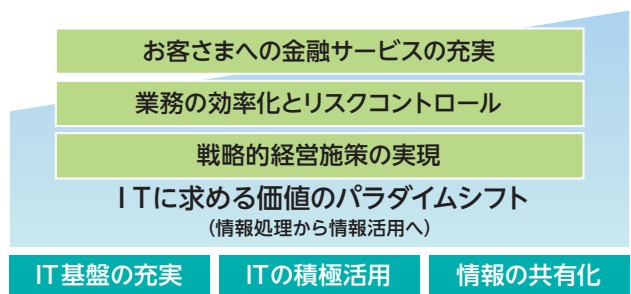 お客さまへの金融サービスの充実
業務の効率化とリスクコントロール
戦略的経営施策の実現
ITに求める価値のパラダイムシフト
(情報処理から情報活用へ)
IT基盤の充実
ITの積極活用
情報の共有化